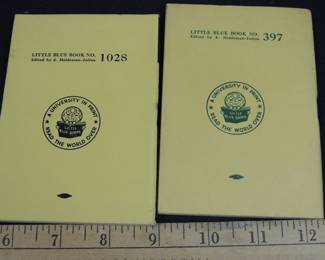 LITTLE BLUE BOOK NO. 1028
Edited by E. Haldeman-Julius
A UNIVERSITY IN PRINT
LITTLE
BLUE BOOKS
READ THE WORLD OVER
LITTLE BLUE BOOK NO. 397
Edited by E. Haldeman-Julius
A UNIVERSITY IN PRINT
LITTLE
BLUE BOOKS
READ THE WORLD OVER
6 7 8 9 10 11 12